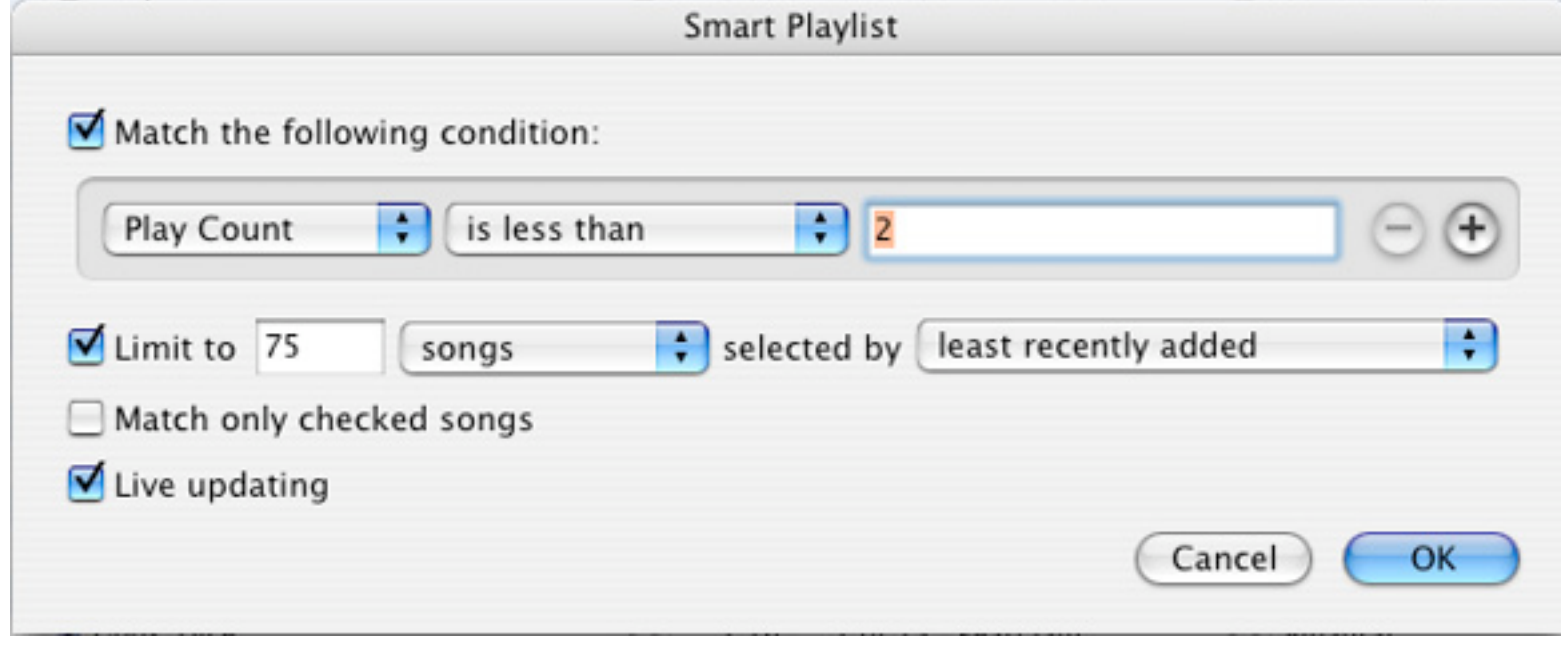 Smart Playlist
Match the following condition:
Play Count is less than 2
Limit to 75 songs selected by least recently added
Match only checked songs
Live updating
Cancel OK